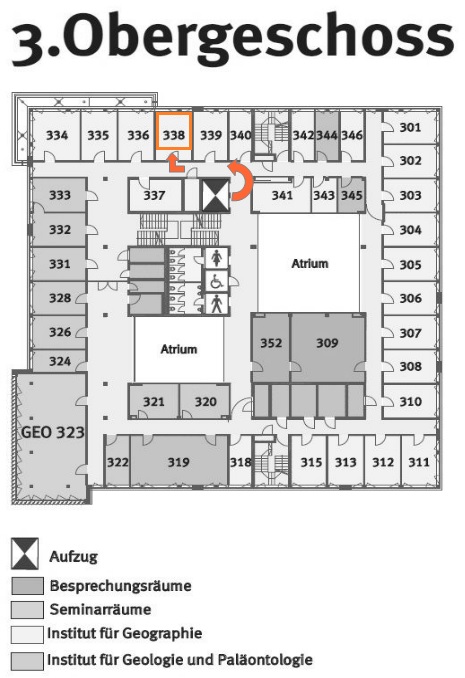 3.Obergeschoss
334 335 336 338 339 340 342 344 346 301
302
333 337 341 343 345 303
332 304
331 Atrium 305
328 306
326 352 309 307
324 Atrium 308
321 320 310
GEO 323
322 319 318 315 313 312 311
Aufzug
Besprechungsräume
Seminarräume
Institut für Geographie
Institut für Geologie und Paläontologie